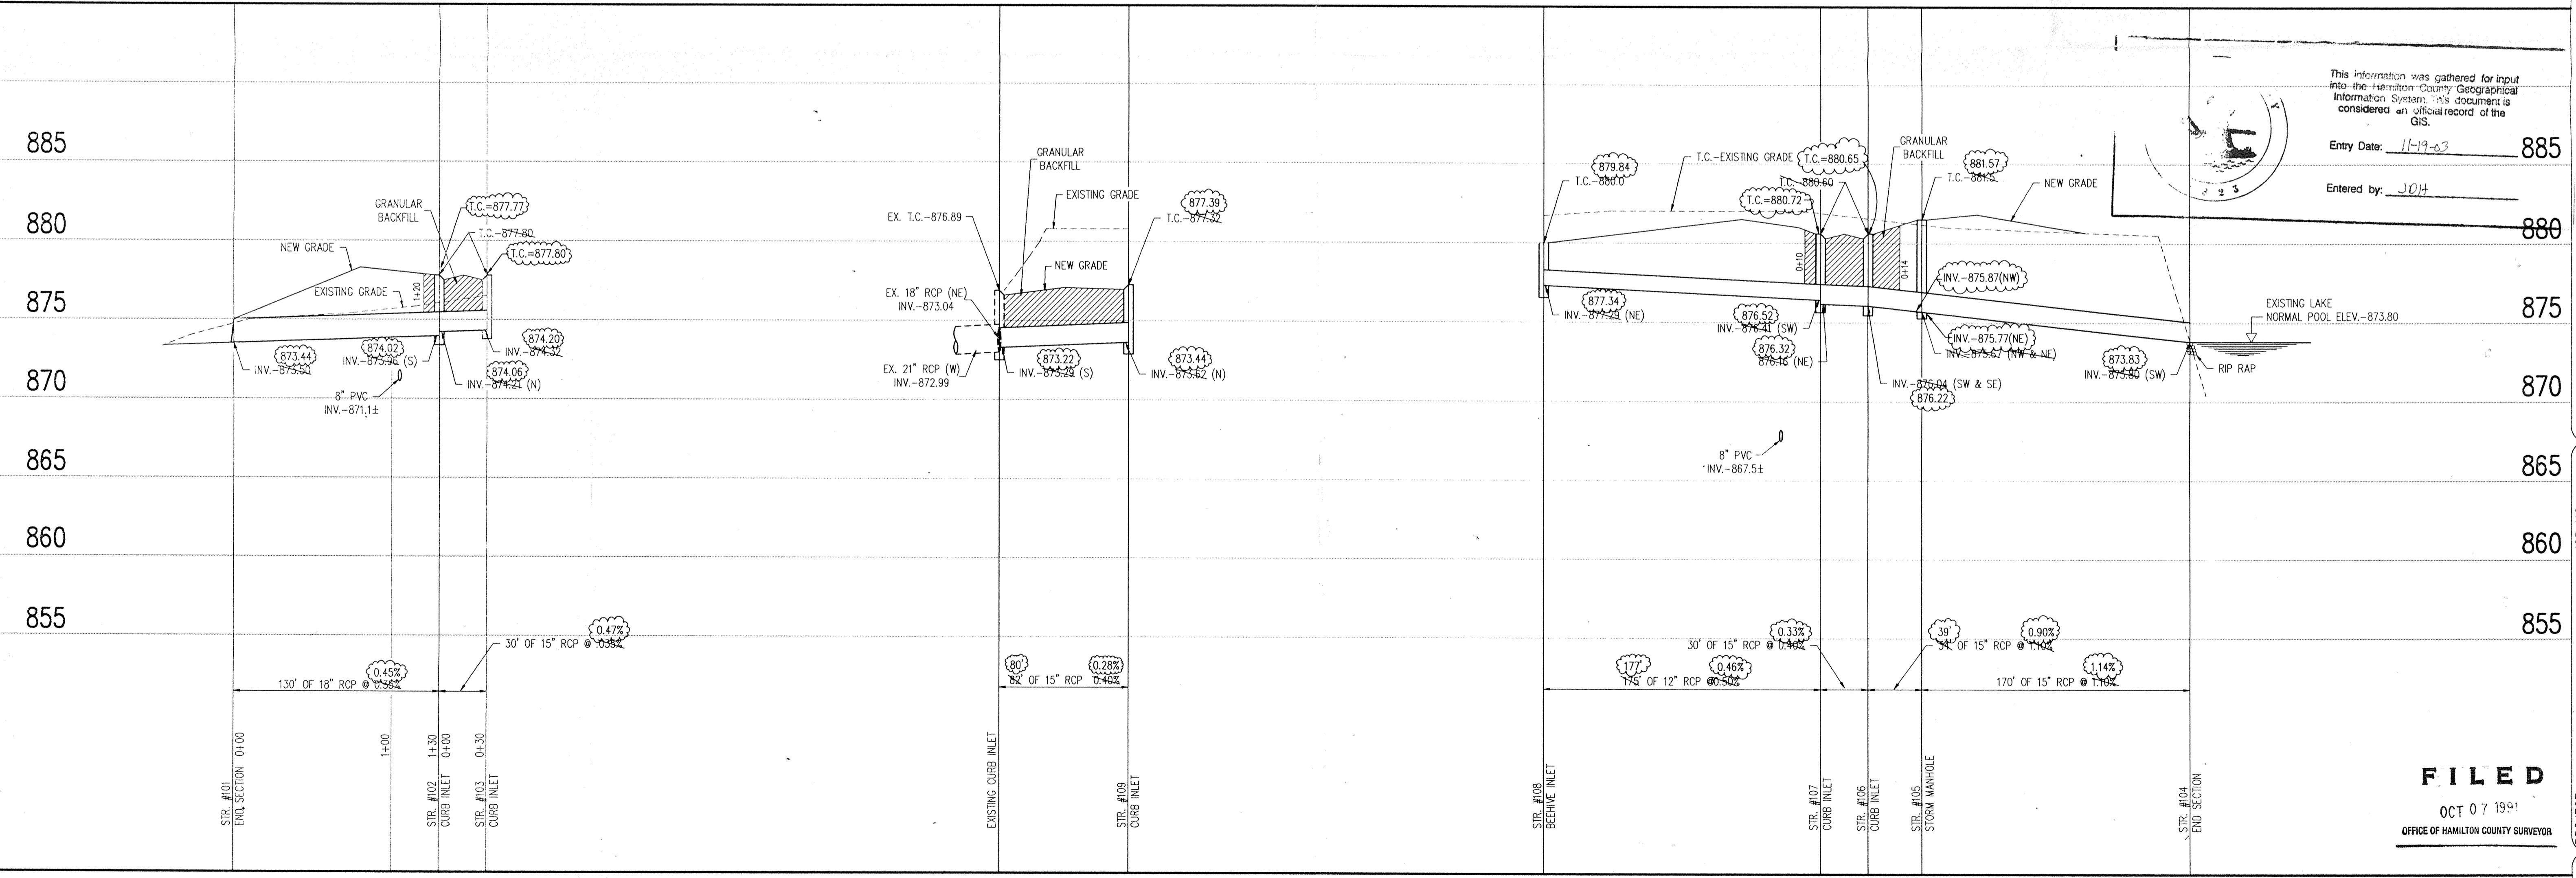 885
880
875
870
865
860
855
NEW GRADE
EXISTING GRADE
GRANULAR
BACKFILL
T.C.=877.77
T.C.-877.80
T.C.=877.80
1+20
873.44
INV.-873.50
874.02
INV.-873.96 (S)
874.20
INV.-874.32
874.06
INV.-874.21 (N)
8" PVC
INV.-871.1±
0.47%
30' OF 15" RCP @ .035%
0.45%
130' OF 18" RCP @ 0.35%
STR. #101
END SECTION 0+00
1+00
STR. #102 1+30
CURB INLET 0+00
STR. #103 0+30
CURB INLET
GRANULAR
BACKFILL
EXISTING GRADE
EX. T.C.-876.89
877.39
T.C.-877.32
NEW GRADE
EX. 18" RCP (NE)
INV.-873.04
EX. 21" RCP (W)
INV.-872.99
873.22
INV.-873.29 (S)
873.44
INV.-873.62 (N)
80'
0.28%
82' OF 15" RCP 0.40%
EXISTING CURB INLET
STR. #109
CURB INLET
879.84
T.C.-880.0
T.C.-EXISTING GRADE
T.C.=880.65
T.C.-880.60
T.C.=880.72
GRANULAR
BACKFILL
881.57
T.C.-881.5
NEW GRADE
0+10
0+14
877.34
INV.-877.29 (NE)
876.52
INV.-876.41 (SW)
876.32
876.16 (NE)
INV.-875.87(NW)
INV.-875.77(NE)
INV.-875.67 (NW & NE)
INV.-876.04 (SW & SE)
876.22
873.83
INV.-873.80 (SW)
RIP RAP
EXISTING LAKE
NORMAL POOL ELEV.-873.80
8" PVC
INV.-867.5±
0.33%
30' OF 15" RCP @ 0.40%
39'
0.90%
34' OF 15" RCP @ 1.10%
177'
0.46%
175' OF 12" RCP @0.50%
1.14%
170' OF 15" RCP @ 1.10%
STR. #108
BEEHIVE INLET
STR. #107
CURB INLET
STR. #106
CURB INLET
STR. #105
STORM MANHOLE
STR. #104
END SECTION
This information was gathered for input
into the Hamilton County Geographical
Information System. This document is
considered an official record of the
GIS.
Entry Date: 11-19-03
Entered by: JDH
Y
2 3
885
880
875
870
865
860
855
FILED
OCT 07 1991
OFFICE OF HAMILTON COUNTY SURVEYOR